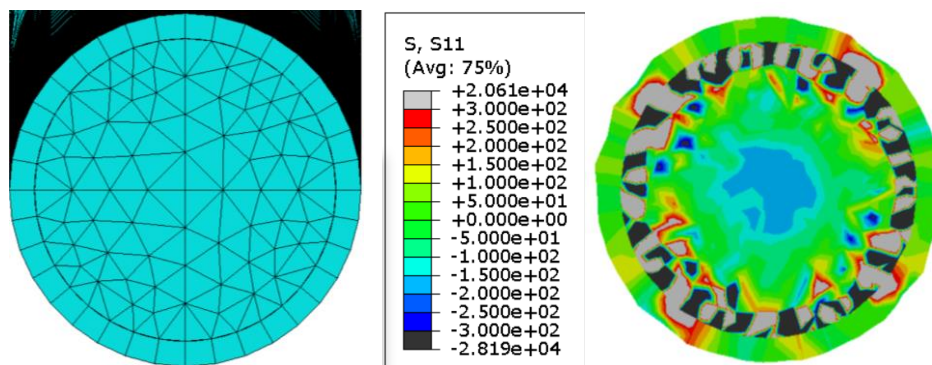 S, S11
(Avg: 75%)
+2.061e+04
+3.000e+02
+2.500e+02
+2.000e+02
+1.500e+02
+1.000e+02
+5.000e+01
+0.000e+00
-5.000e+01
-1.000e+02
-1.500e+02
-2.000e+02
-2.500e+02
-3.000e+02
-2.819e+04